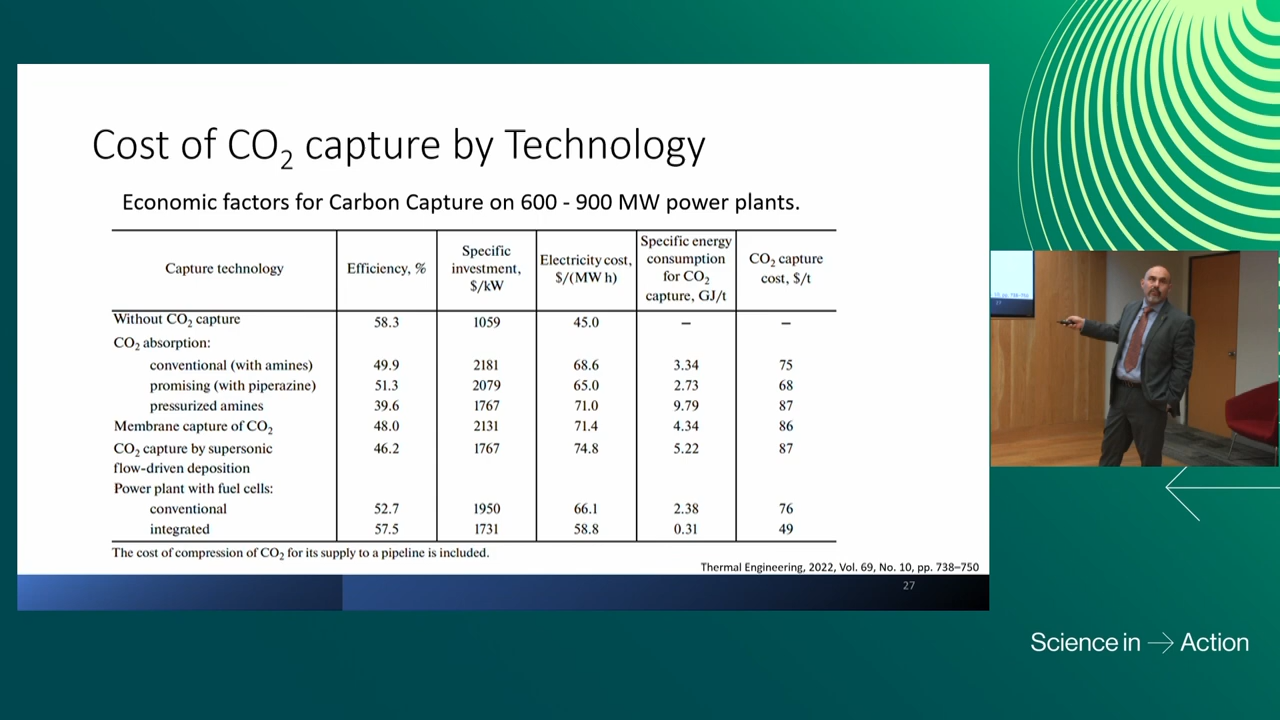 Cost of CO₂ capture by Technology
Economic factors for Carbon Capture on 600 - 900 MW power plants.
Capture technology | Efficiency, % | Specific investment, $/kW | Electricity cost, $/(MW h) | Specific energy consumption for CO₂ capture, GJ/t | CO₂ capture cost, $/t
Without CO₂ capture 58.3 1059 45.0 – –
CO₂ absorption:
conventional (with amines) 49.9 2181 68.6 3.34 75
promising (with piperazine) 51.3 2079 65.0 2.73 68
pressurized amines 39.6 1767 71.0 9.79 87
Membrane capture of CO₂ 48.0 2131 71.4 4.34 86
CO₂ capture by supersonic 46.2 1767 74.8 5.22 87
flow-driven deposition
Power plant with fuel cells:
conventional 52.7 1950 66.1 2.38 76
integrated 57.5 1731 58.8 0.31 49
The cost of compression of CO₂ for its supply to a pipeline is included.
Thermal Engineering, 2022, Vol. 69, No. 10, pp. 738–750
27
Science in → Action